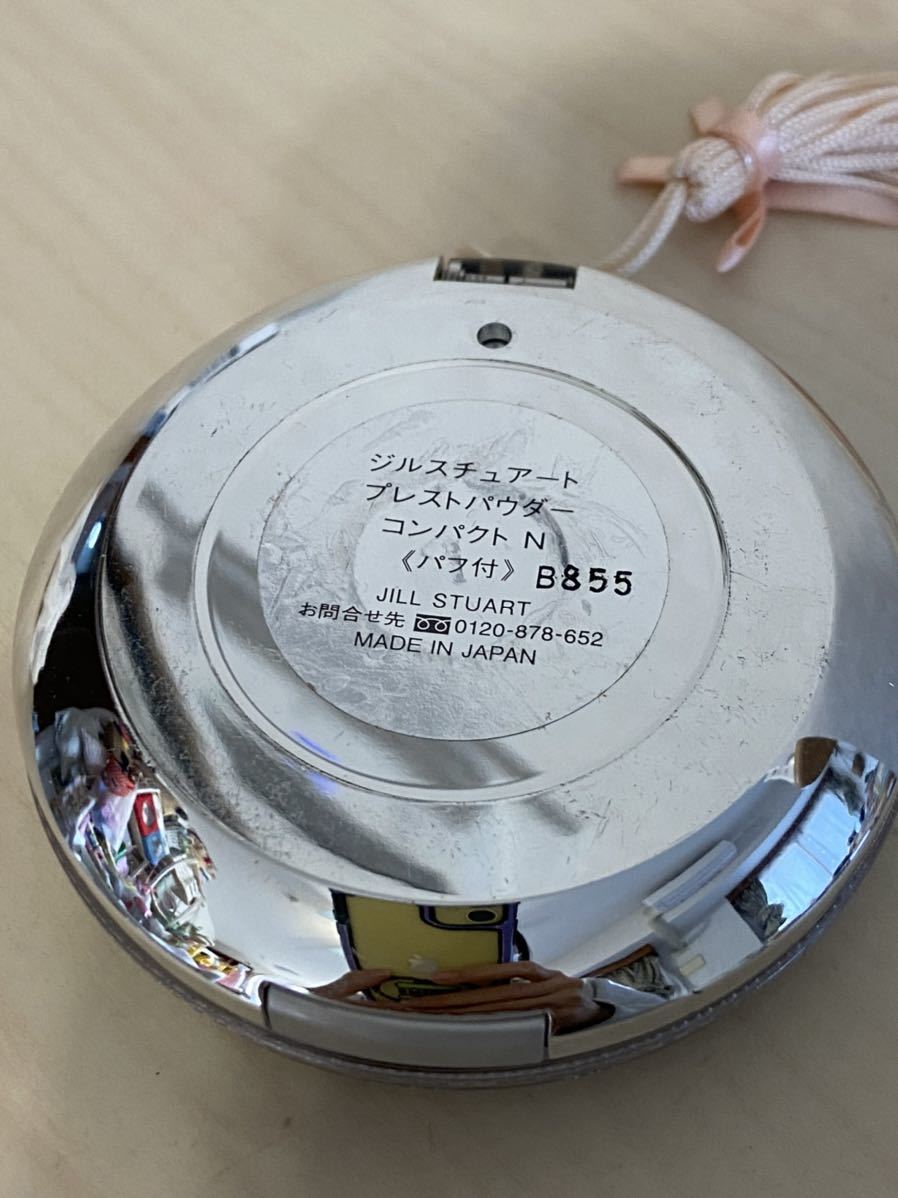 ジルスチュアート
プレストパウダー
コンパクト N
《パフ付》 B855
JILL STUART
お問合せ先 0120-878-652
MADE IN JAPAN